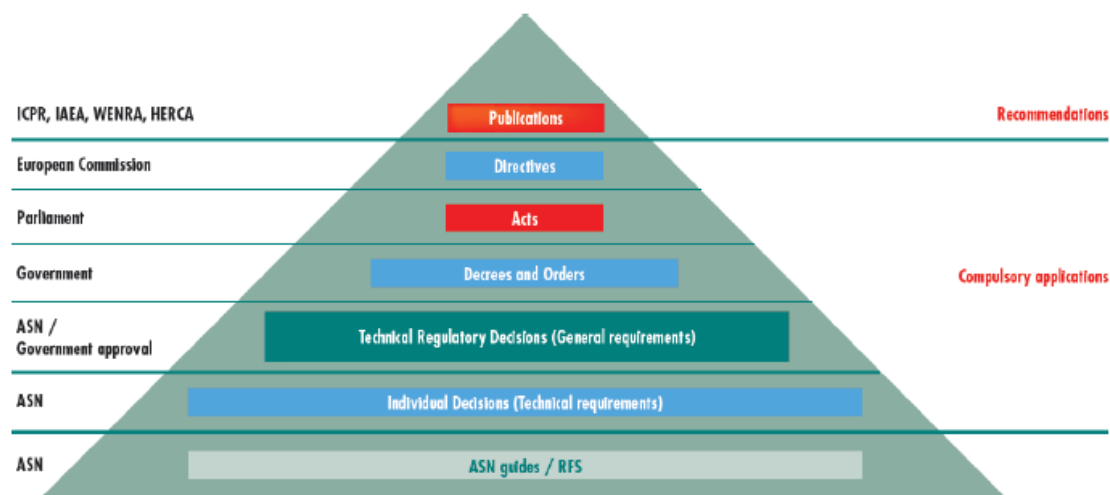 ICPR, IAEA, WENRA, HERCA
Publications
Recommendations
European Commission
Directives
Parliament
Acts
Government
Decrees and Orders
Compulsory applications
ASN /
Government approval
Technical Regulatory Decisions (General requirements)
ASN
Individual Decisions (Technical requirements)
ASN
ASN guides / RFS